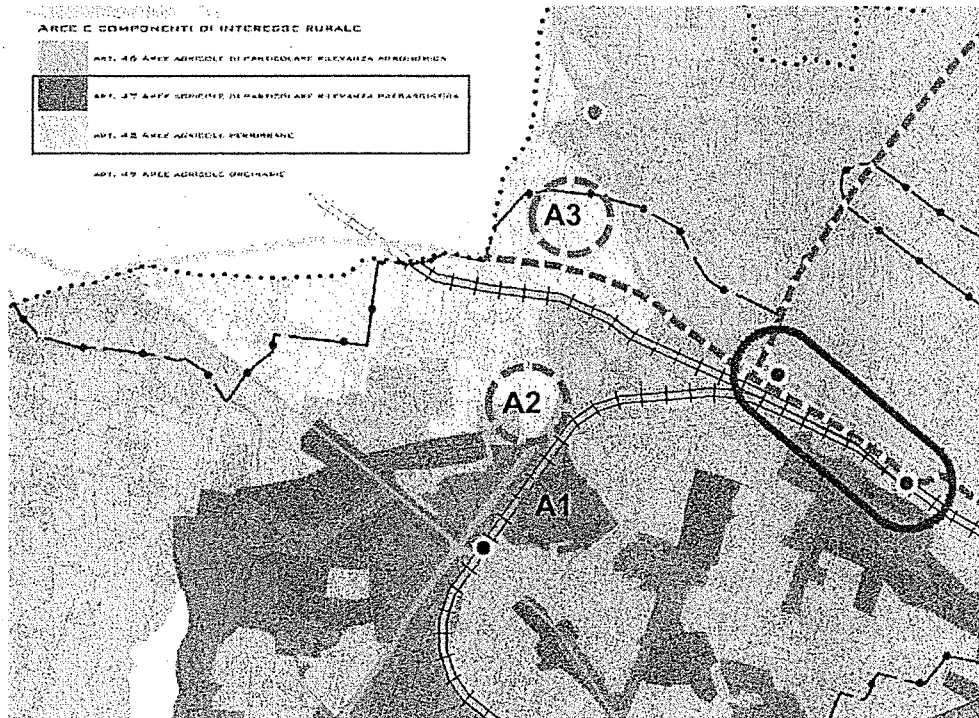 AREE E COMPONENTI DI INTERESSE RURALE
ART. 46 AREE AGRICOLE DI PARTICOLARE RILEVANZA AGRONOMICA
ART. 47 AREE AGRICOLE DI PARTICOLARE RILEVANZA PAESAGGISTICA
ART. 48 AREE AGRICOLE PERIURBANE
ART. 49 AREE AGRICOLE ORDINARIE
A3
A2
A1